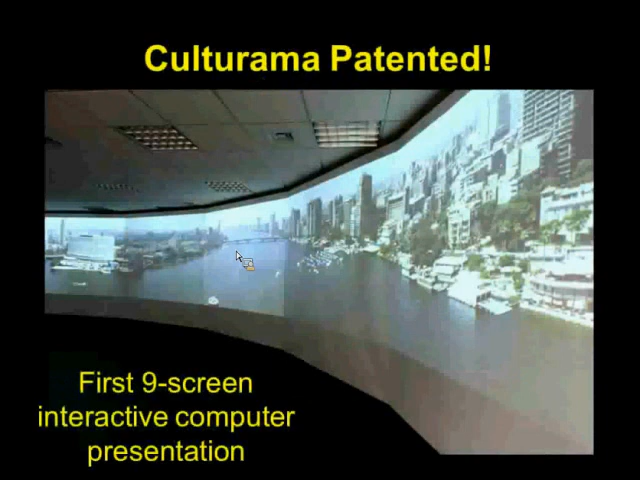 Culturama Patented!
First 9-screen
interactive computer
presentation